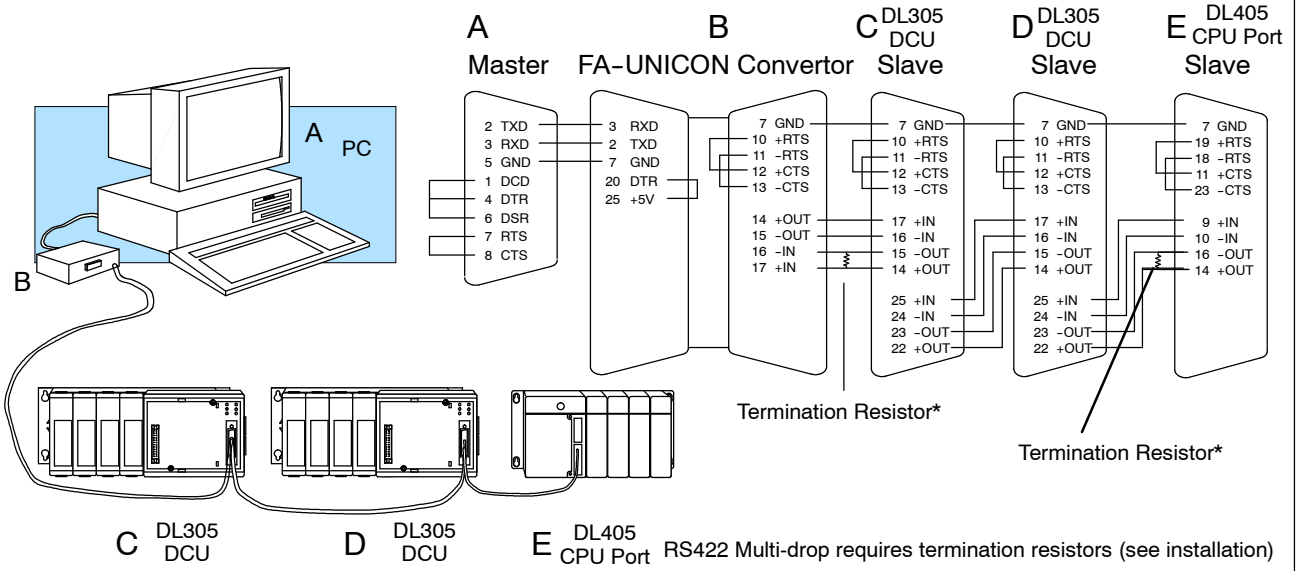 A
PC
B
A
Master
2 TXD
3 RXD
5 GND
1 DCD
4 DTR
6 DSR
7 RTS
8 CTS
B
FA-UNICON Convertor
3 RXD
2 TXD
7 GND
20 DTR
25 +5V
7 GND
10 +RTS
11 -RTS
12 +CTS
13 -CTS
14 +OUT
15 -OUT
16 -IN
17 +IN
C DL305
DCU
Slave
7 GND
10 +RTS
11 -RTS
12 +CTS
13 -CTS
17 +IN
16 -IN
15 -OUT
14 +OUT
25 +IN
24 -IN
23 -OUT
22 +OUT
D DL305
DCU
Slave
7 GND
10 +RTS
11 -RTS
12 +CTS
13 -CTS
17 +IN
16 -IN
15 -OUT
14 +OUT
25 +IN
24 -IN
23 -OUT
22 +OUT
E DL405
CPU Port
Slave
7 GND
19 +RTS
18 -RTS
11 +CTS
23 -CTS
9 +IN
10 -IN
16 -OUT
14 +OUT
Termination Resistor*
Termination Resistor*
C DL305
DCU
D DL305
DCU
E DL405
CPU Port
RS422 Multi-drop requires termination resistors (see installation)